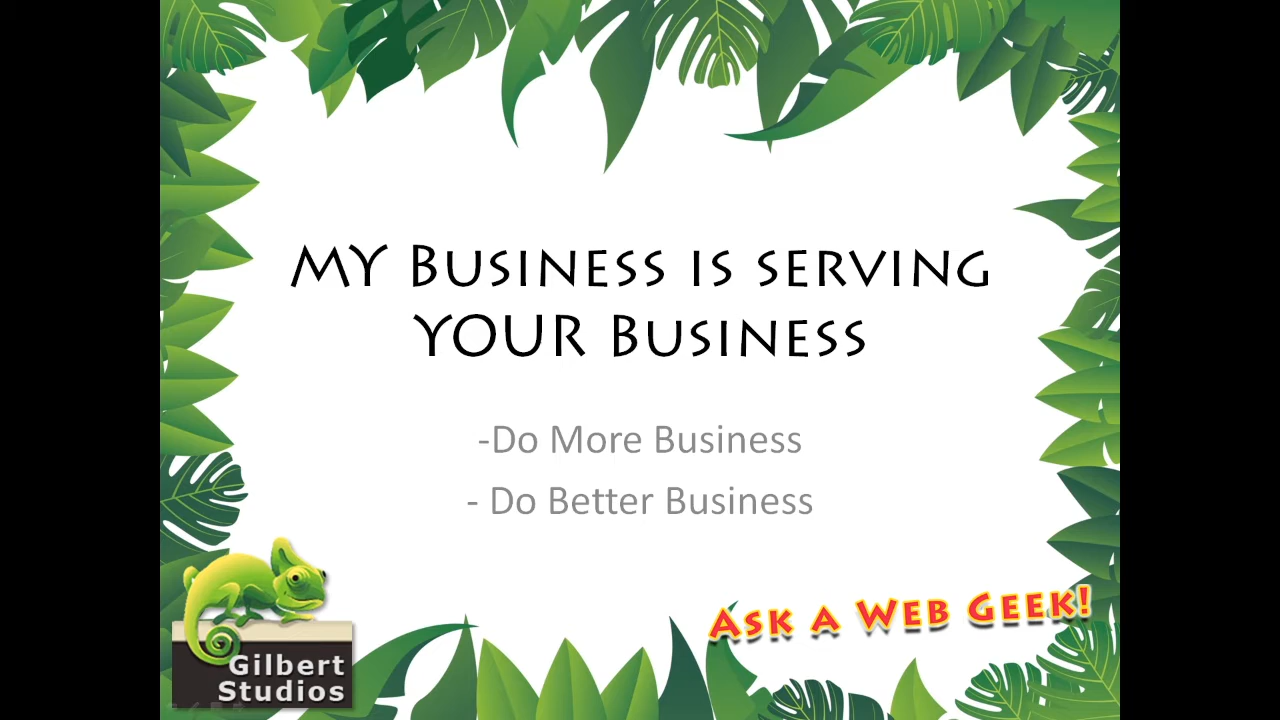 MY BUSINESS IS SERVING
YOUR BUSINESS
-Do More Business
- Do Better Business
ASK A WEB GEEK!
Gilbert
Studios